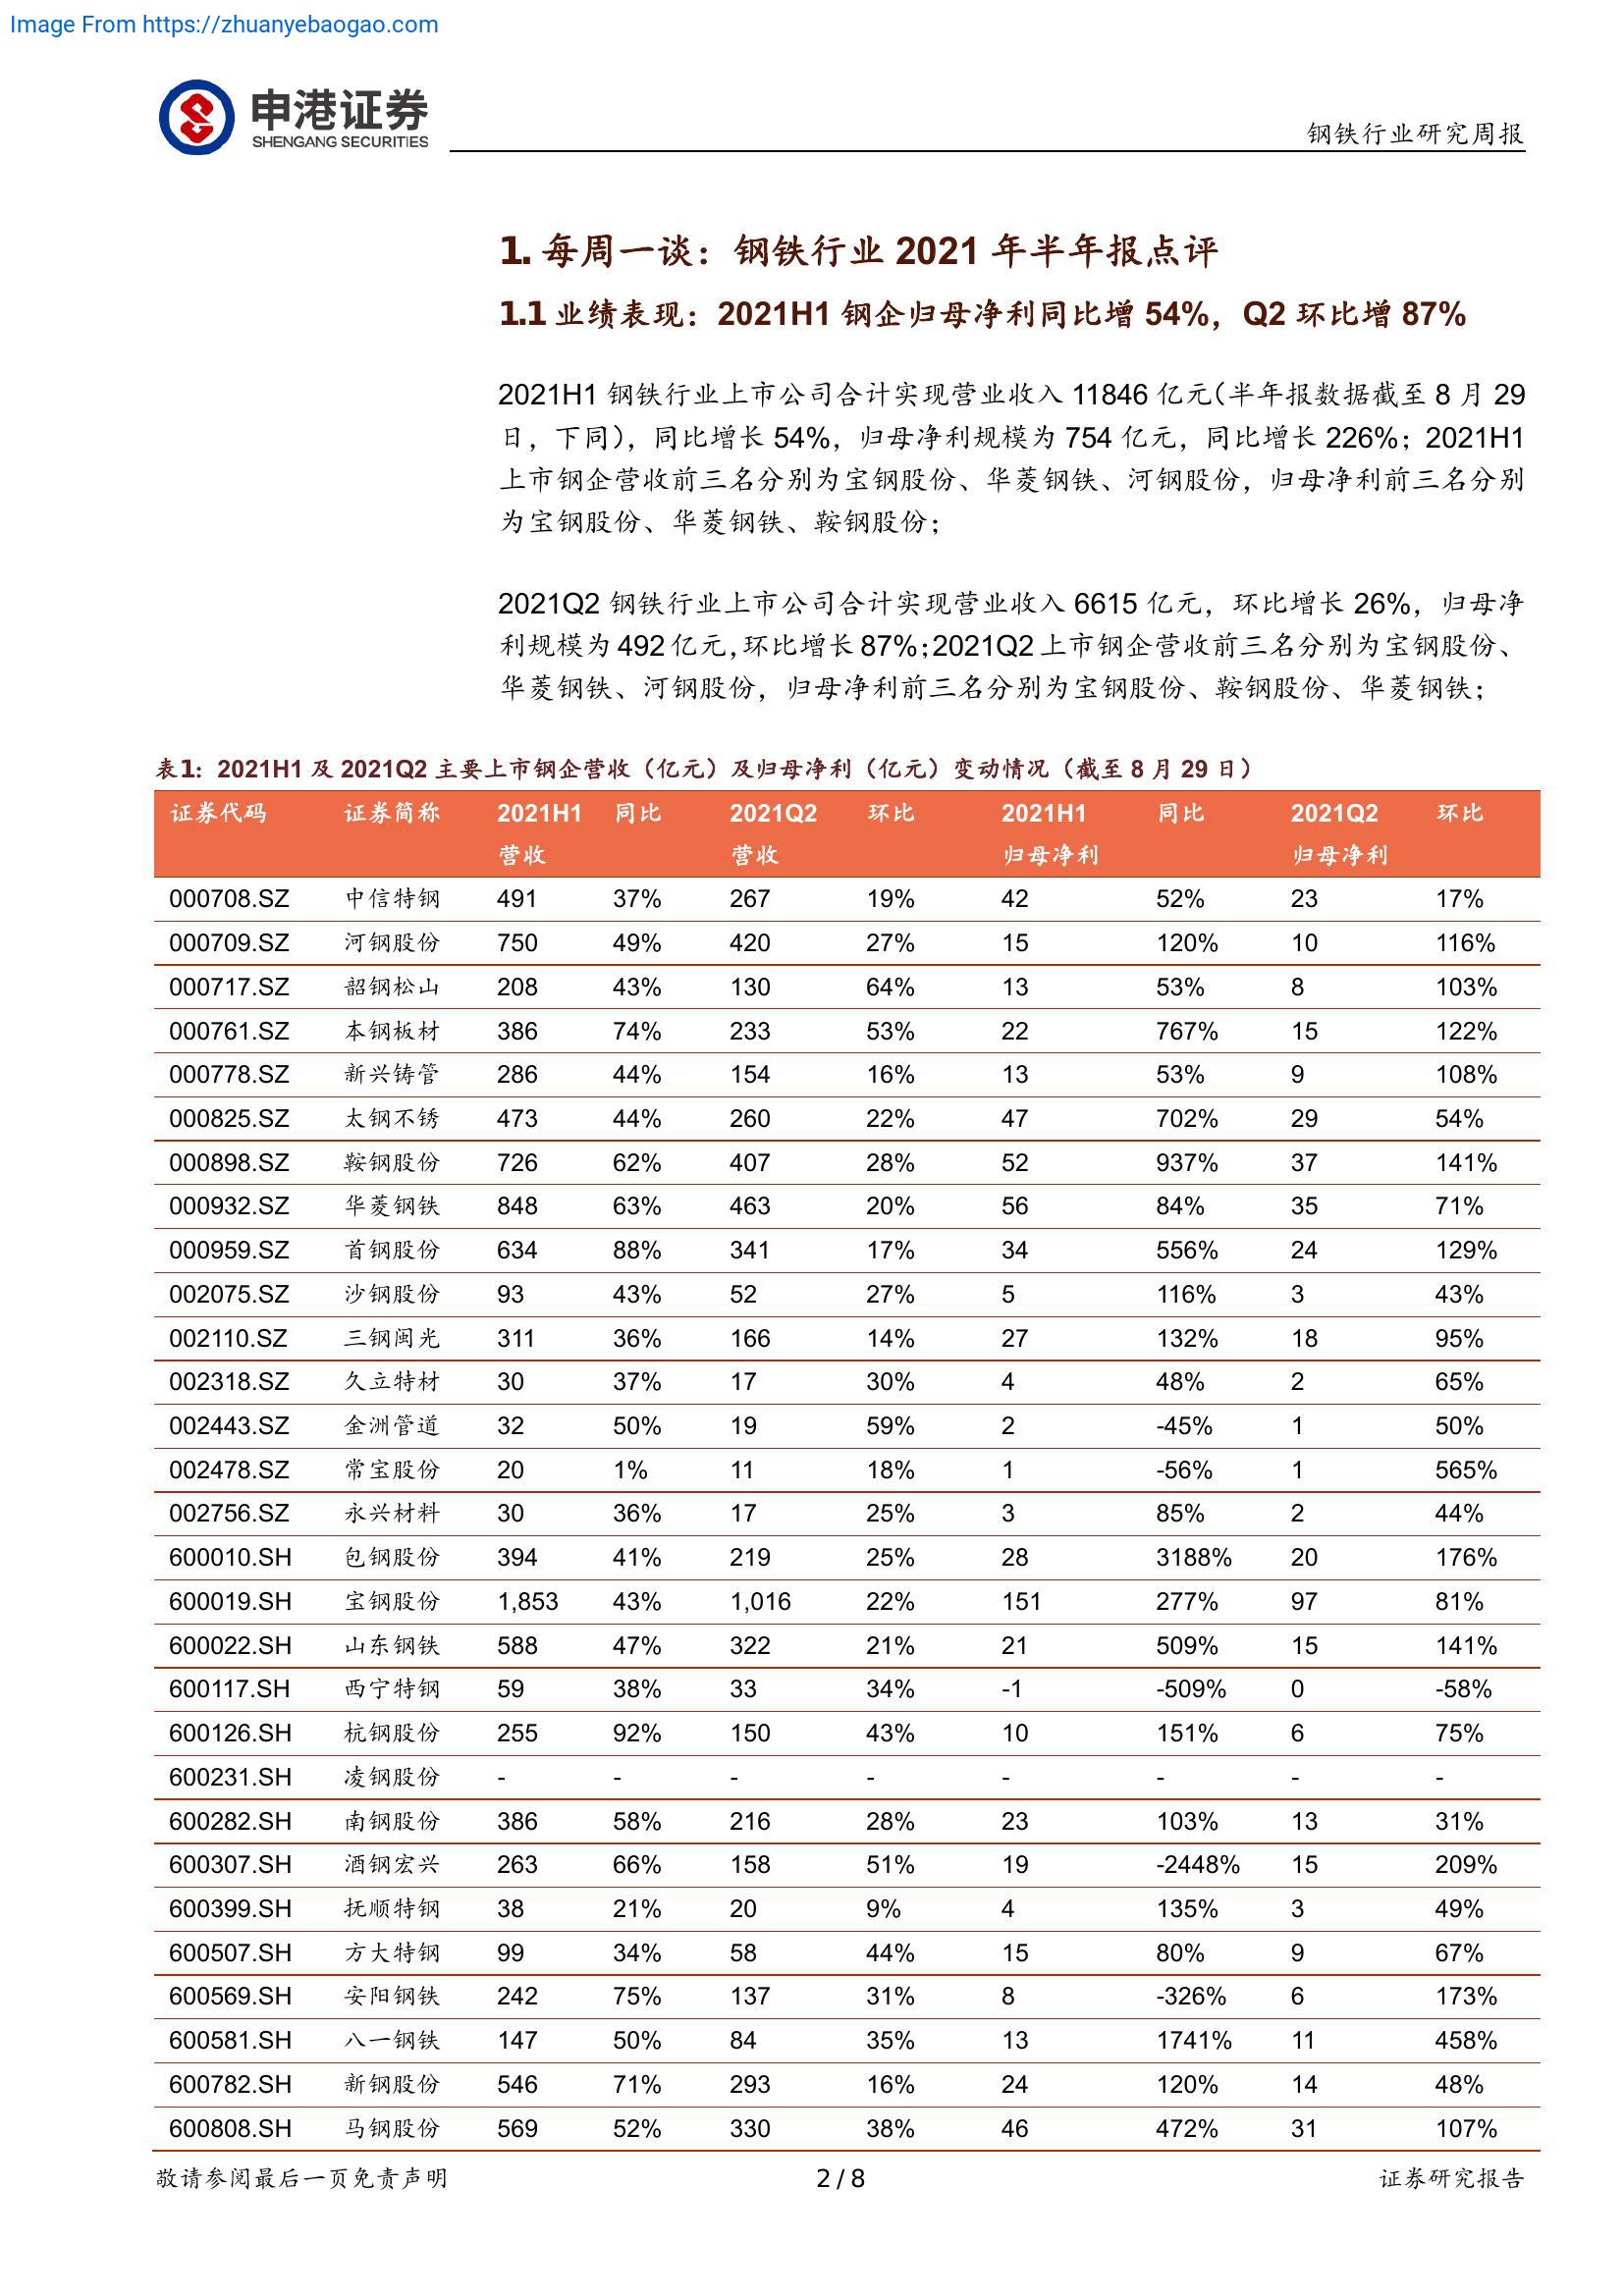 Image From https://zhuanyebaogao.com
申港证券
SHENGANG SECURITIES
钢铁行业研究周报
1. 每周一谈：钢铁行业 2021 年半年报点评
1.1 业绩表现：2021H1 钢企归母净利同比增 54%，Q2 环比增 87%
2021H1 钢铁行业上市公司合计实现营业收入 11846 亿元（半年报数据截至 8 月 29
日，下同），同比增长 54%，归母净利规模为 754 亿元，同比增长 226%；2021H1
上市钢企营收前三名分别为宝钢股份、华菱钢铁、河钢股份，归母净利前三名分别
为宝钢股份、华菱钢铁、鞍钢股份；
2021Q2 钢铁行业上市公司合计实现营业收入 6615 亿元，环比增长 26%，归母净
利规模为 492 亿元，环比增长 87%；2021Q2 上市钢企营收前三名分别为宝钢股份、
华菱钢铁、河钢股份，归母净利前三名分别为宝钢股份、鞍钢股份、华菱钢铁；
表1：2021H1 及 2021Q2 主要上市钢企营收（亿元）及归母净利（亿元）变动情况（截至 8 月 29 日）
证券代码 证券简称 2021H1 同比 2021Q2 环比 2021H1 同比 2021Q2 环比
营收 营收 归母净利 归母净利
000708.SZ 中信特钢 491 37% 267 19% 42 52% 23 17%
000709.SZ 河钢股份 750 49% 420 27% 15 120% 10 116%
000717.SZ 韶钢松山 208 43% 130 64% 13 53% 8 103%
000761.SZ 本钢板材 386 74% 233 53% 22 767% 15 122%
000778.SZ 新兴铸管 286 44% 154 16% 13 53% 9 108%
000825.SZ 太钢不锈 473 44% 260 22% 47 702% 29 54%
000898.SZ 鞍钢股份 726 62% 407 28% 52 937% 37 141%
000932.SZ 华菱钢铁 848 63% 463 20% 56 84% 35 71%
000959.SZ 首钢股份 634 88% 341 17% 34 556% 24 129%
002075.SZ 沙钢股份 93 43% 52 27% 5 116% 3 43%
002110.SZ 三钢闽光 311 36% 166 14% 27 132% 18 95%
002318.SZ 久立特材 30 37% 17 30% 4 48% 2 65%
002443.SZ 金洲管道 32 50% 19 59% 2 -45% 1 50%
002478.SZ 常宝股份 20 1% 11 18% 1 -56% 1 565%
002756.SZ 永兴材料 30 36% 17 25% 3 85% 2 44%
600010.SH 包钢股份 394 41% 219 25% 28 3188% 20 176%
600019.SH 宝钢股份 1,853 43% 1,016 22% 151 277% 97 81%
600022.SH 山东钢铁 588 47% 322 21% 21 509% 15 141%
600117.SH 西宁特钢 59 38% 33 34% -1 -509% 0 -58%
600126.SH 杭钢股份 255 92% 150 43% 10 151% 6 75%
600231.SH 凌钢股份 - - - - - - - -
600282.SH 南钢股份 386 58% 216 28% 23 103% 13 31%
600307.SH 酒钢宏兴 263 66% 158 51% 19 -2448% 15 209%
600399.SH 抚顺特钢 38 21% 20 9% 4 135% 3 49%
600507.SH 方大特钢 99 34% 58 44% 15 80% 9 67%
600569.SH 安阳钢铁 242 75% 137 31% 8 -326% 6 173%
600581.SH 八一钢铁 147 50% 84 35% 13 1741% 11 458%
600782.SH 新钢股份 546 71% 293 16% 24 120% 14 48%
600808.SH 马钢股份 569 52% 330 38% 46 472% 31 107%
敬请参阅最后一页免责声明 2 / 8 证券研究报告